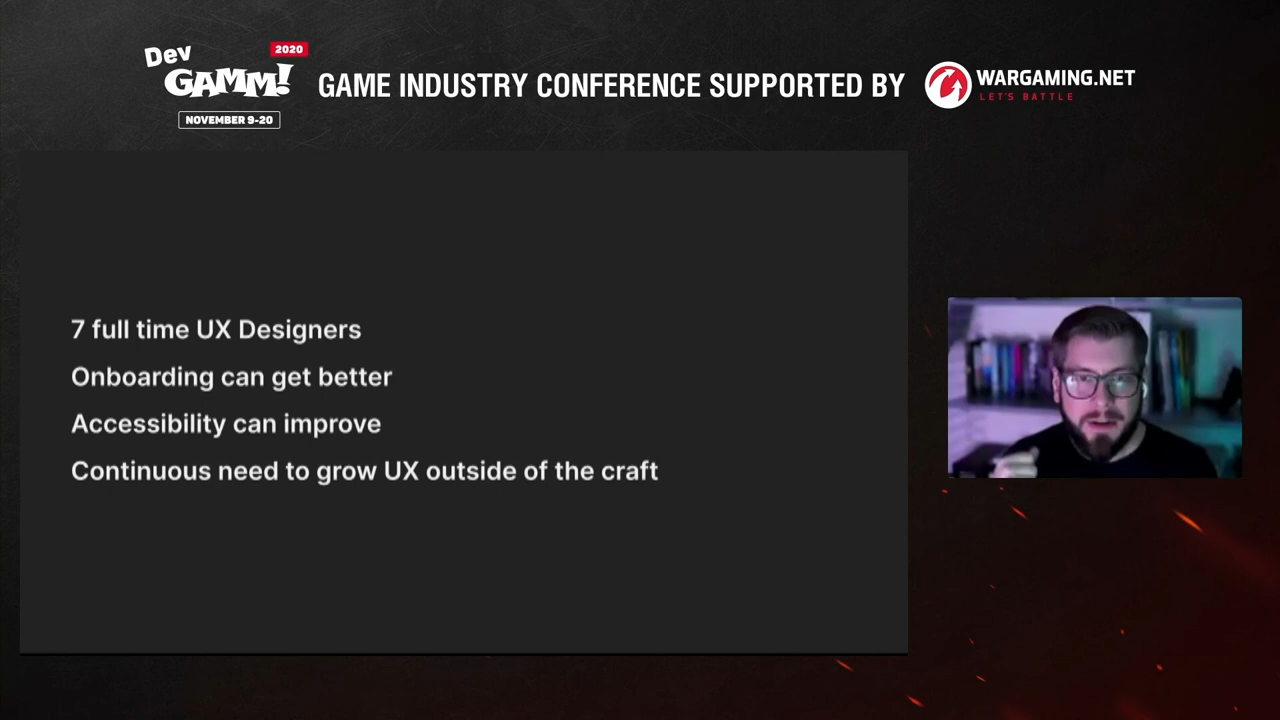 Dev
2020
GAMM!
NOVEMBER 9-20
GAME INDUSTRY CONFERENCE SUPPORTED BY
WARGAMING.NET
LET'S BATTLE
7 full time UX Designers
Onboarding can get better
Accessibility can improve
Continuous need to grow UX outside of the craft